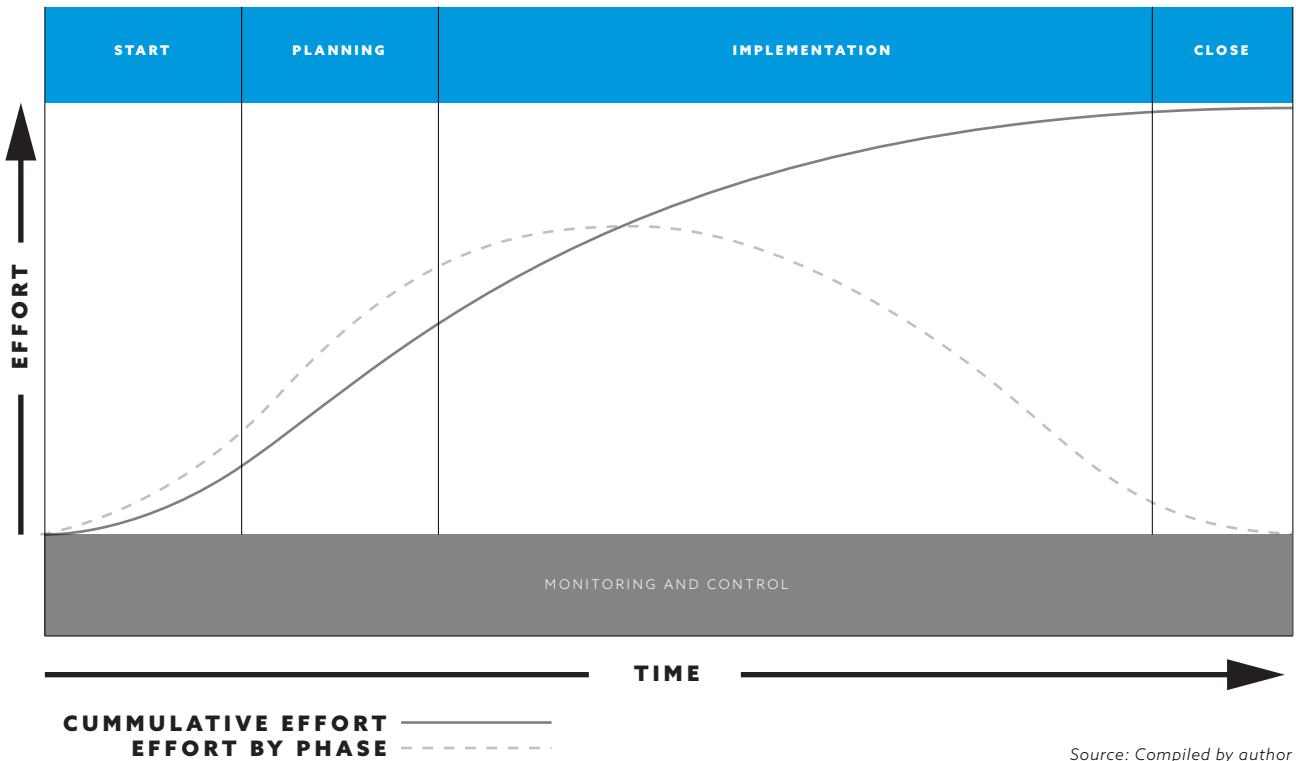 START
PLANNING
IMPLEMENTATION
CLOSE
EFFORT
MONITORING AND CONTROL
TIME
CUMMULATIVE EFFORT
EFFORT BY PHASE
Source: Compiled by author